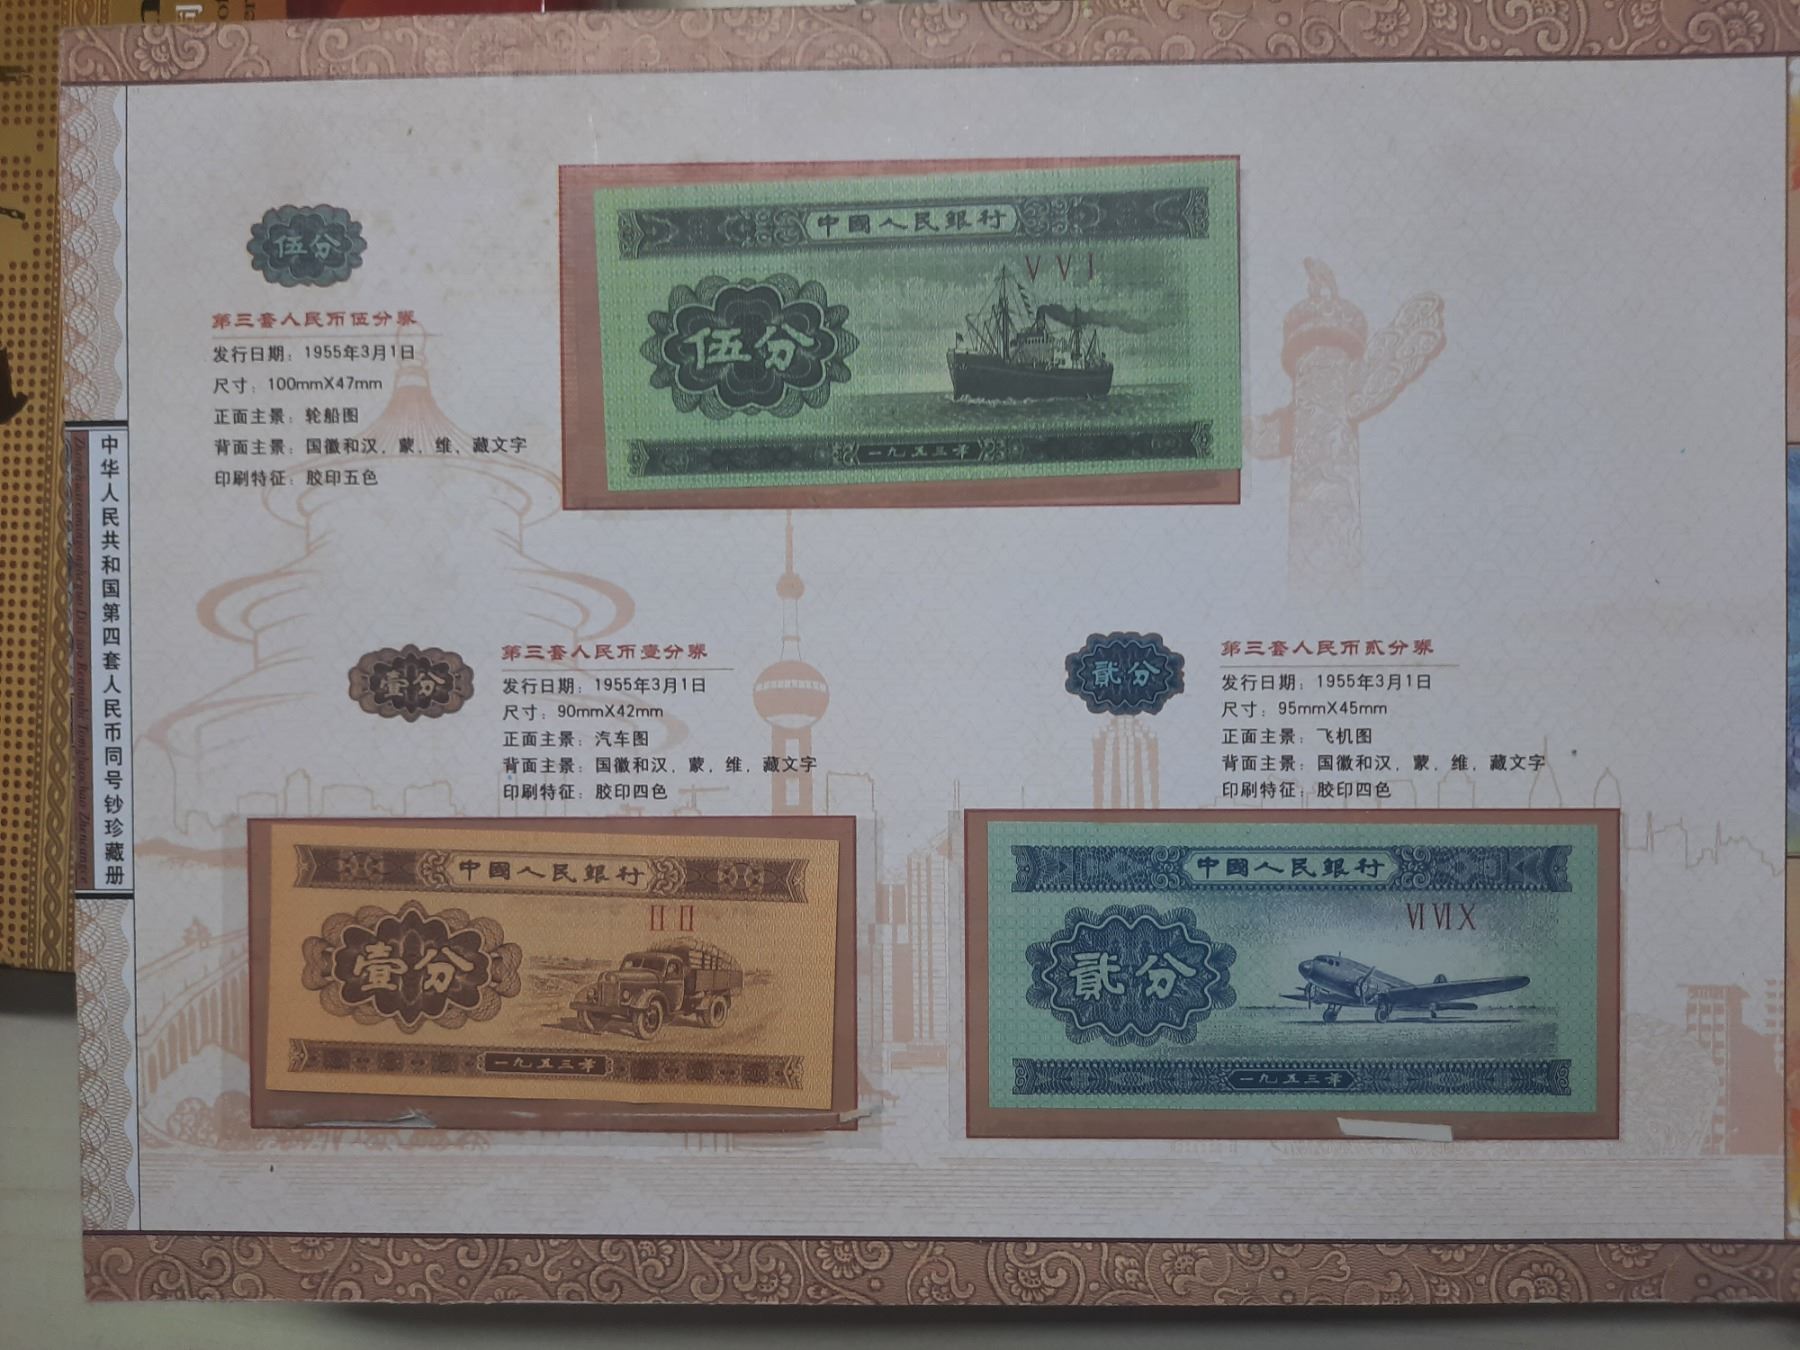 伍分
第三套人民币伍分券
发行日期：1955年3月1日
尺寸：100mmX47mm
正面主景：轮船图
背面主景：国徽和汉、蒙、维、藏文字
印刷特征：胶印五色
中國人民銀行
V V I
伍分
一九五三年
中华人民共和国第四套人民币同号钞珍藏册
壹分
第三套人民币壹分券
发行日期：1955年3月1日
尺寸：90mmX42mm
正面主景：汽车图
背面主景：国徽和汉、蒙、维、藏文字
印刷特征：胶印四色
中國人民銀行
II II
壹分
一九五三年
貳分
第三套人民币贰分券
发行日期：1955年3月1日
尺寸：95mmX45mm
正面主景：飞机图
背面主景：国徽和汉、蒙、维、藏文字
印刷特征：胶印四色
中國人民銀行
VI VI X
貳分
一九五三年